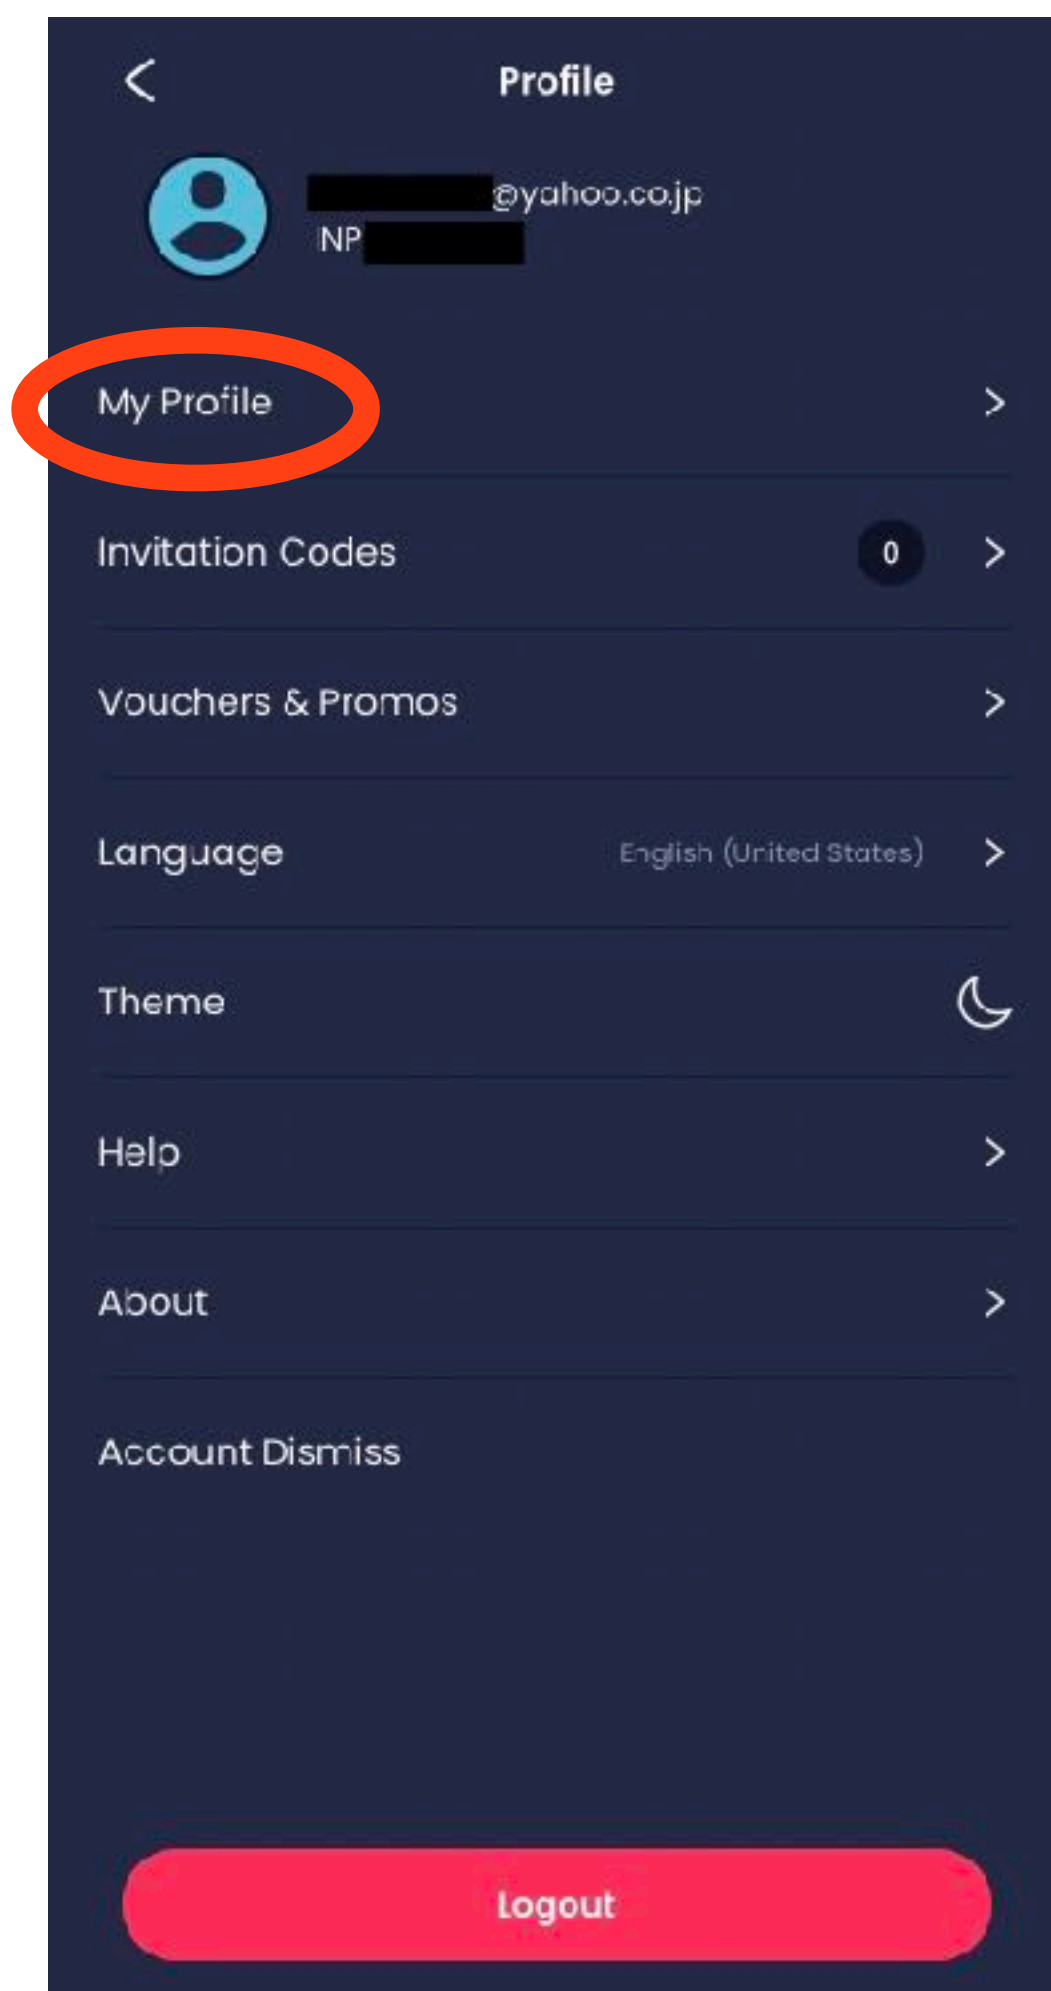 Profile
@yahoo.co.jp
NP
My Profile
Invitation Codes 0
Vouchers & Promos
Language English (United States)
Theme
Help
About
Account Dismiss
Logout